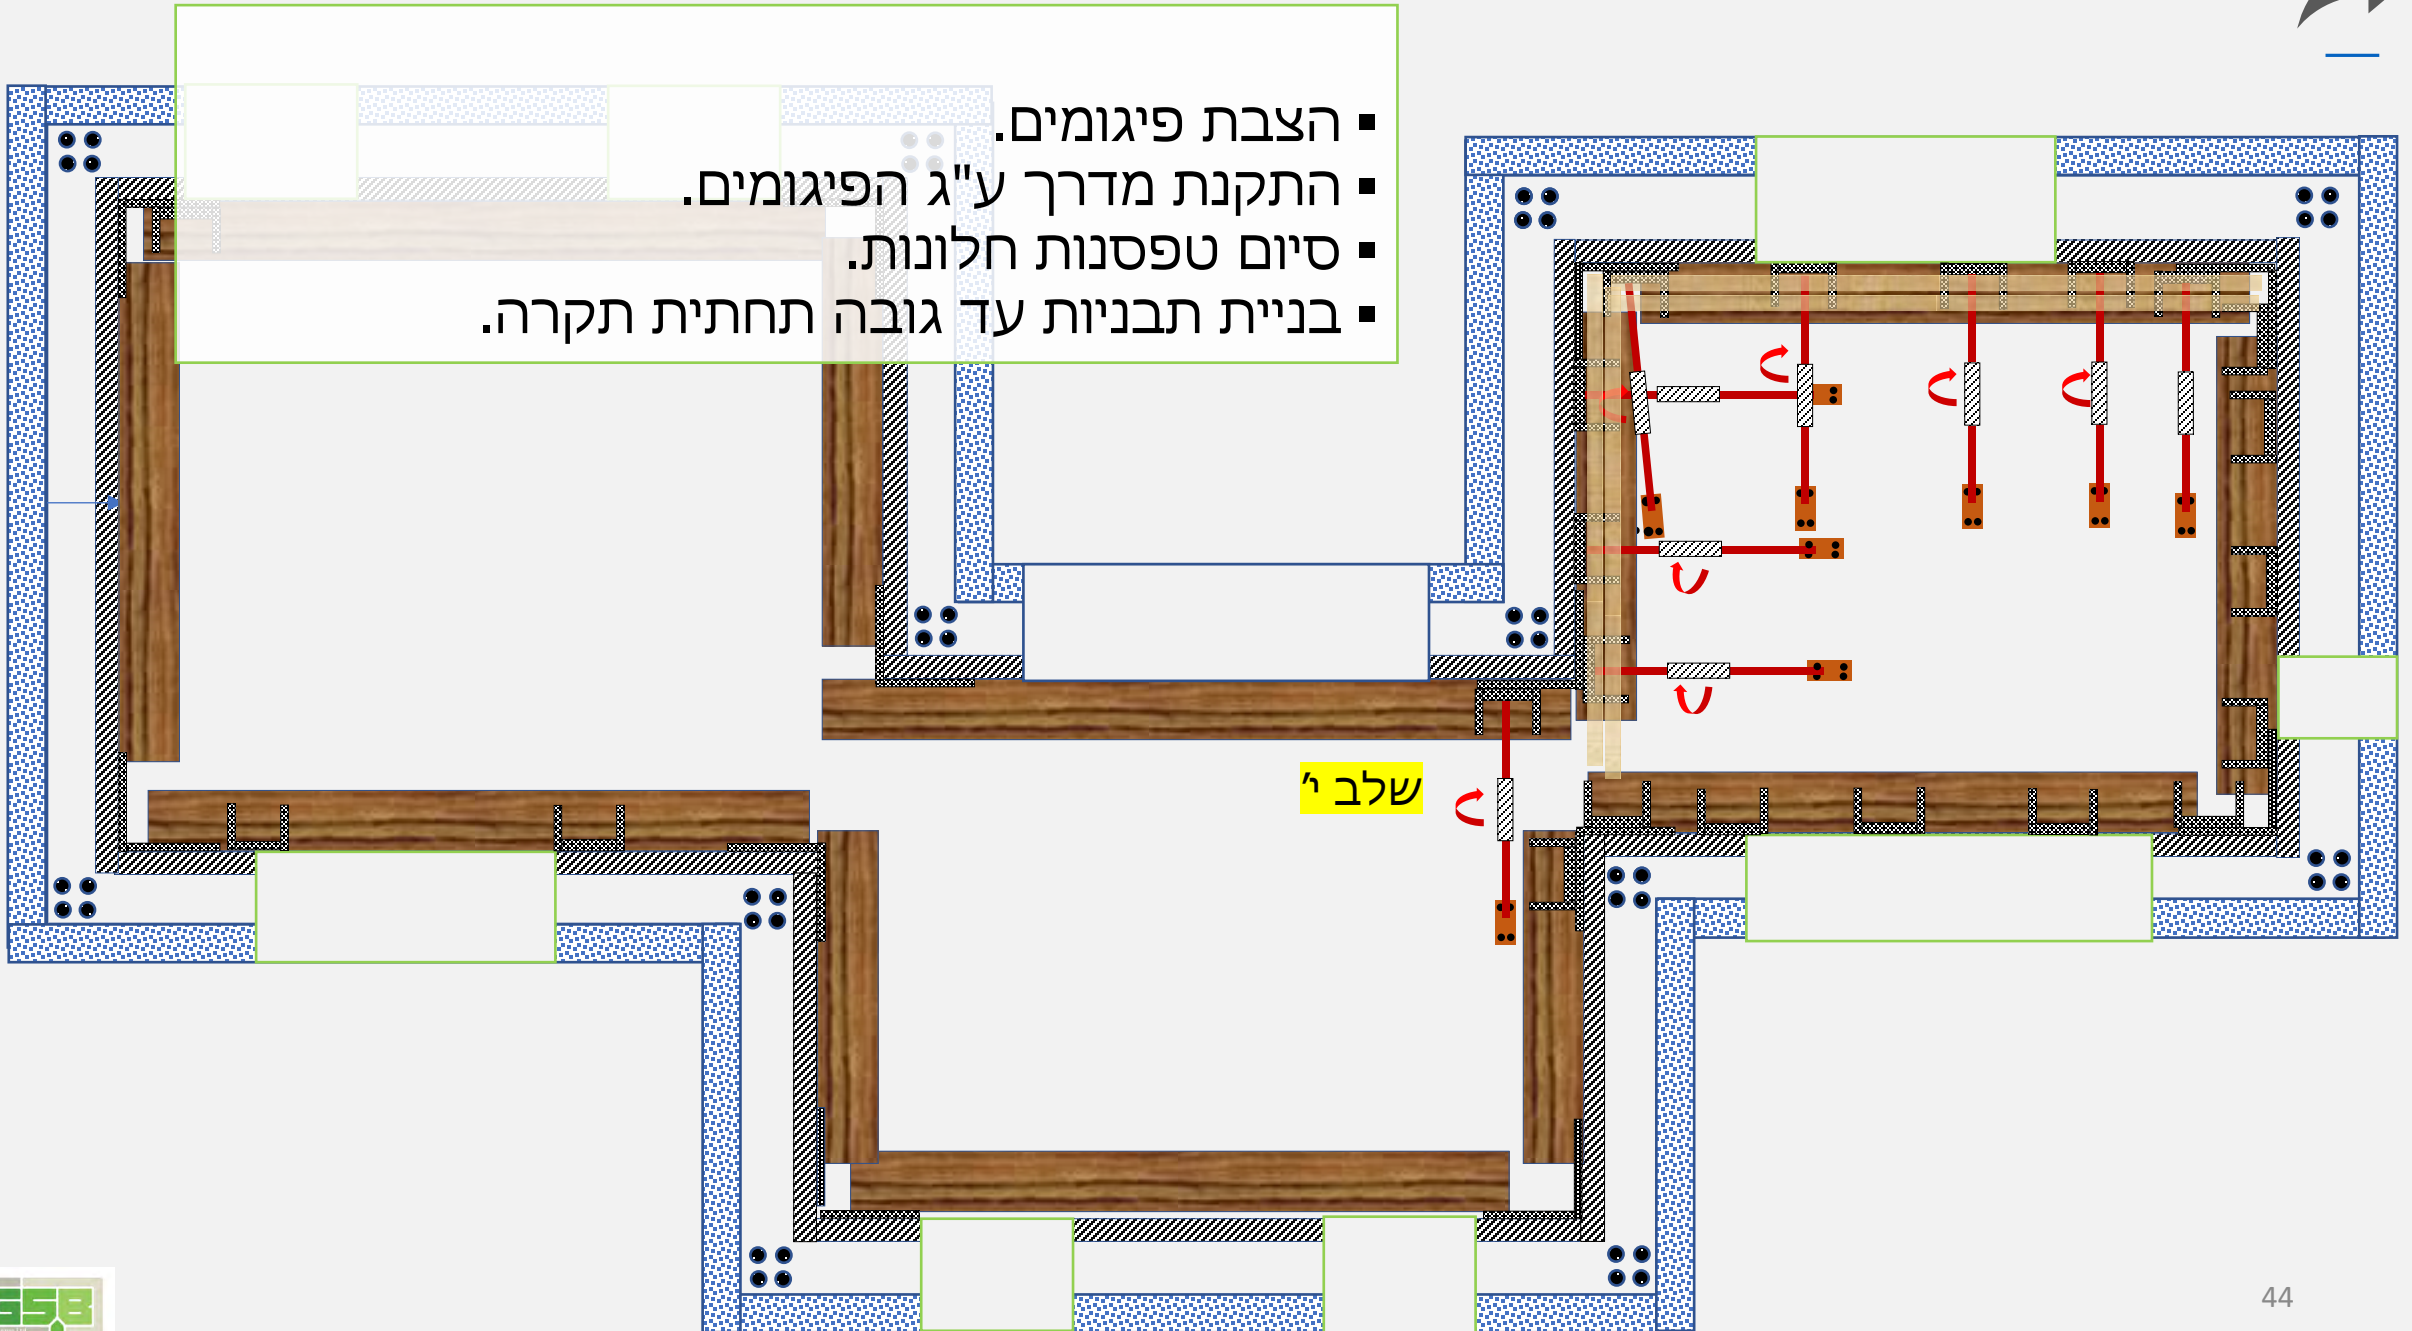 ▪ הצבת פיגומים.
▪ התקנת מדרך ע"ג הפיגומים.
▪ סיום טפסנות חלונות.
▪ בניית תבניות עד גובה תחתית תקרה.
שלב י'
44